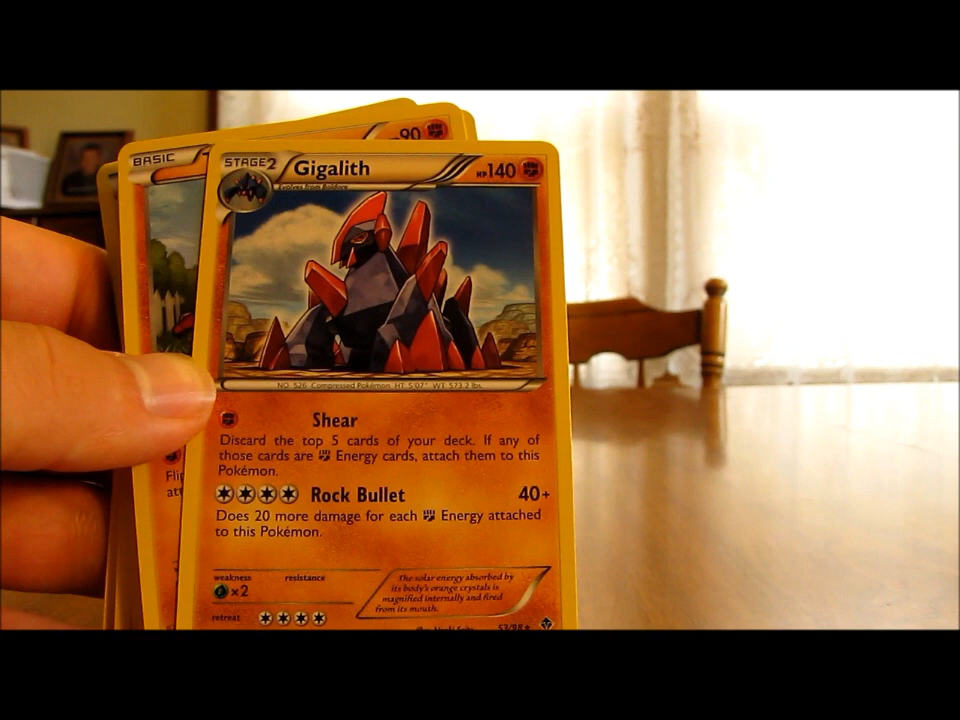 90
BASIC
STAGE2 Gigalith HP140
Evolves from Boldore
NO. 526 Compressed Pokémon HT 5'07" WT 573.2 lbs.
Shear
Discard the top 5 cards of your deck. If any of
those cards are Energy cards, attach them to this
Pokémon.
Flip
Rock Bullet 40+
Does 20 more damage for each Energy attached
to this Pokémon.
weakness resistance
×2
The solar energy absorbed by
its body's orange crystals is
magnified internally and fired
from its mouth.
retreat
53/98